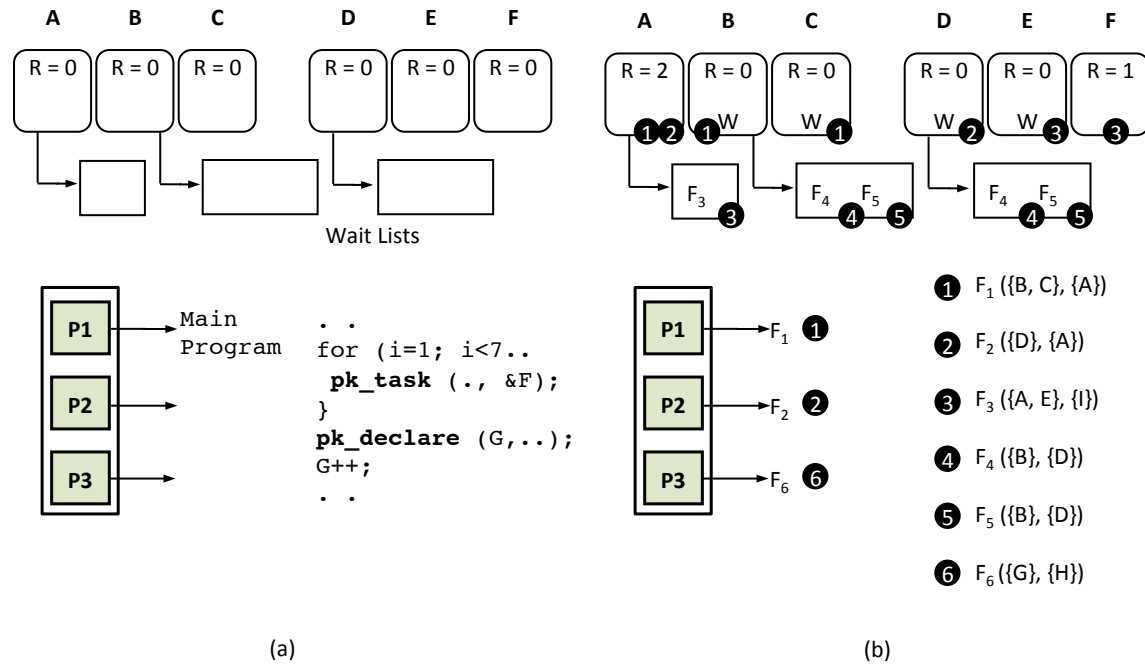 A B C D E F
R = 0 R = 0 R = 0 R = 0 R = 0 R = 0
Wait Lists
P1
P2
P3
Main
Program
. .
for (i=1; i<7..
pk_task (., &F);
}
pk_declare (G,..);
G++;
. .
(a)
A B C D E F
R = 2 R = 0 R = 0 R = 0 R = 0 R = 1
1 2 1 W W 1 W 2 W 3 3
F3 3
F4 4 F5 5
F4 4 F5 5
P1 F1 1
P2 F2 2
P3 F6 6
1 F1 ({B, C}, {A})
2 F2 ({D}, {A})
3 F3 ({A, E}, {I})
4 F4 ({B}, {D})
5 F5 ({B}, {D})
6 F6 ({G}, {H})
(b)